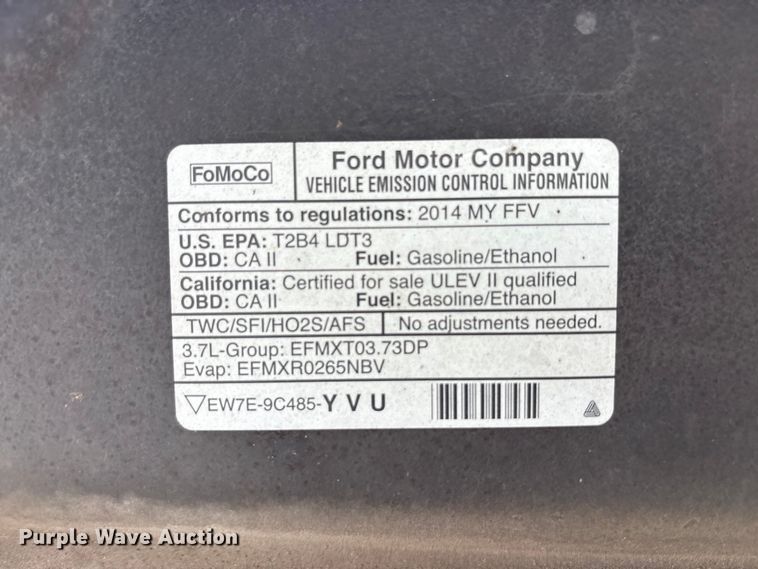 FoMoCo
Ford Motor Company
VEHICLE EMISSION CONTROL INFORMATION
Conforms to regulations: 2014 MY FFV
U.S. EPA: T2B4 LDT3
OBD: CA II Fuel: Gasoline/Ethanol
California: Certified for sale ULEV II qualified
OBD: CA II Fuel: Gasoline/Ethanol
TWC/SFI/HO2S/AFS No adjustments needed.
3.7L-Group: EFMXT03.73DP
Evap: EFMXR0265NBV
EW7E-9C485-YVU
Purple Wave Auction